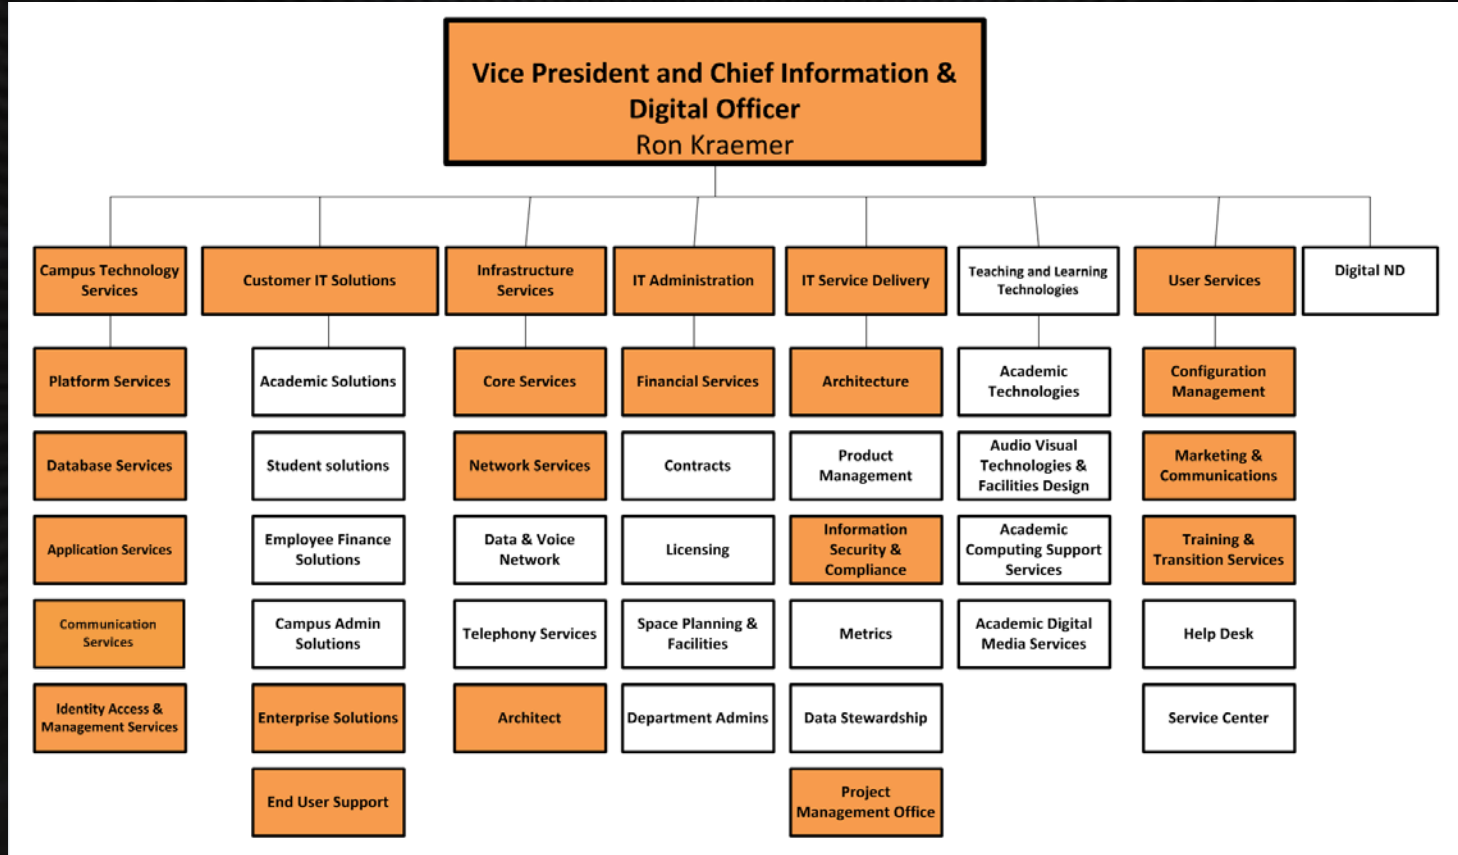 Vice President and Chief Information &
Digital Officer
Ron Kraemer
Campus Technology
Services
Customer IT Solutions
Infrastructure
Services
IT Administration
IT Service Delivery
Teaching and Learning
Technologies
User Services
Digital ND
Platform Services
Database Services
Application Services
Communication
Services
Identity Access &
Management Services
Academic Solutions
Student solutions
Employee Finance
Solutions
Campus Admin
Solutions
Enterprise Solutions
End User Support
Core Services
Network Services
Data & Voice
Network
Telephony Services
Architect
Financial Services
Contracts
Licensing
Space Planning &
Facilities
Department Admins
Architecture
Product
Management
Information
Security &
Compliance
Metrics
Data Stewardship
Project
Management Office
Academic
Technologies
Audio Visual
Technologies &
Facilities Design
Academic
Computing Support
Services
Academic Digital
Media Services
Configuration
Management
Marketing &
Communications
Training &
Transition Services
Help Desk
Service Center